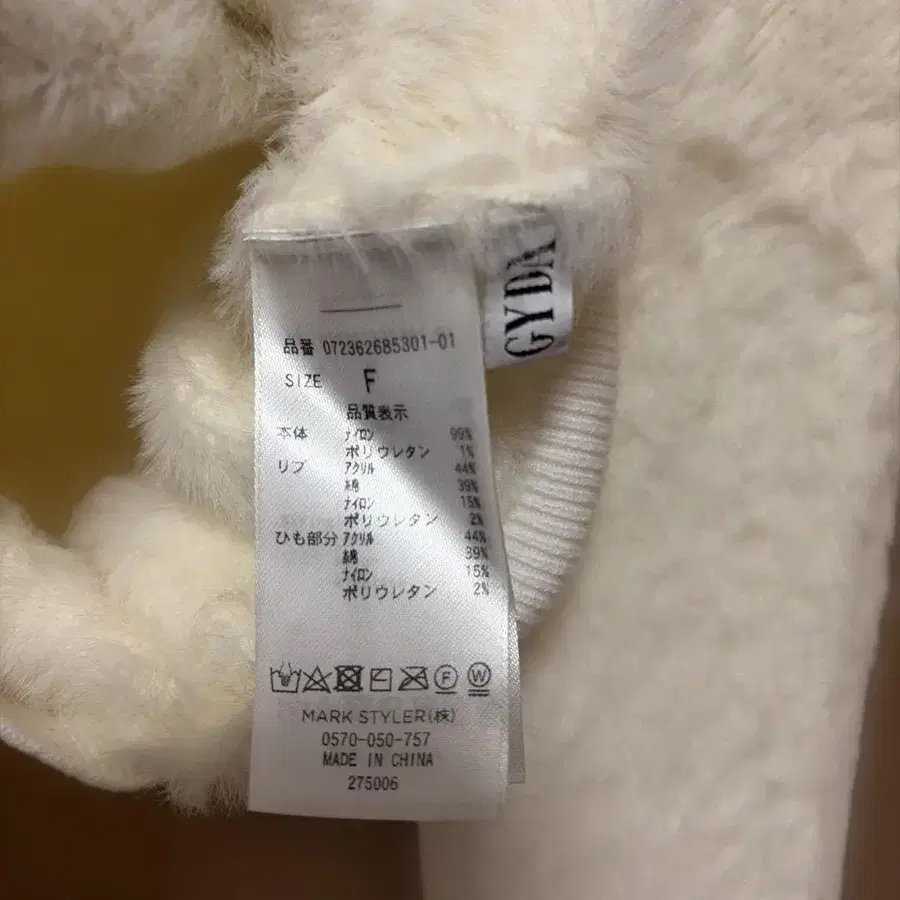 GYDA
品番 072362685301-01
SIZE F
品質表示
本体 ナイロン 99%
ポリウレタン 1%
リブ アクリル 44%
綿 39%
ナイロン 15%
ポリウレタン 2%
ひも部分 アクリル 44%
綿 39%
ナイロン 15%
ポリウレタン 2%
F W
MARK STYLER(株)
0570-050-757
MADE IN CHINA
275006